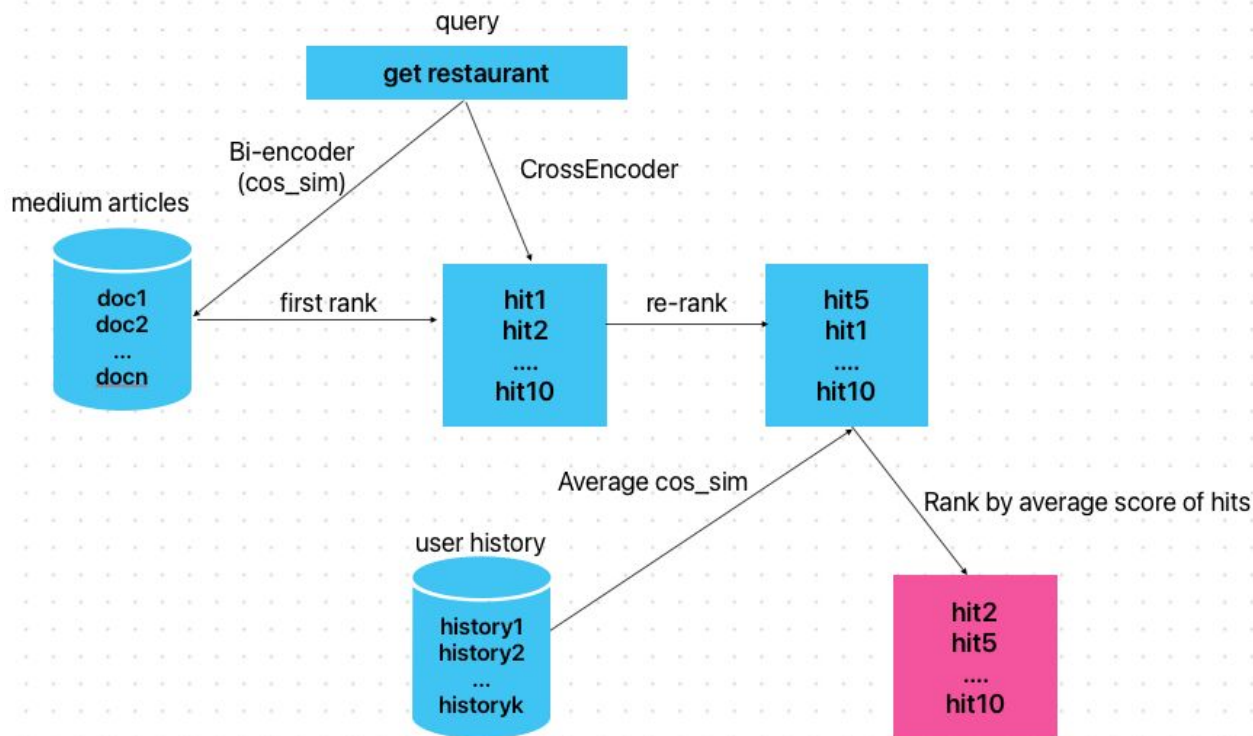 query
get restaurant
Bi-encoder
(cos_sim)
CrossEncoder
medium articles
doc1
doc2
...
docn
first rank
hit1
hit2
....
hit10
re-rank
hit5
hit1
....
hit10
Average cos_sim
Rank by average score of hits
user history
history1
history2
...
historyk
hit2
hit5
....
hit10